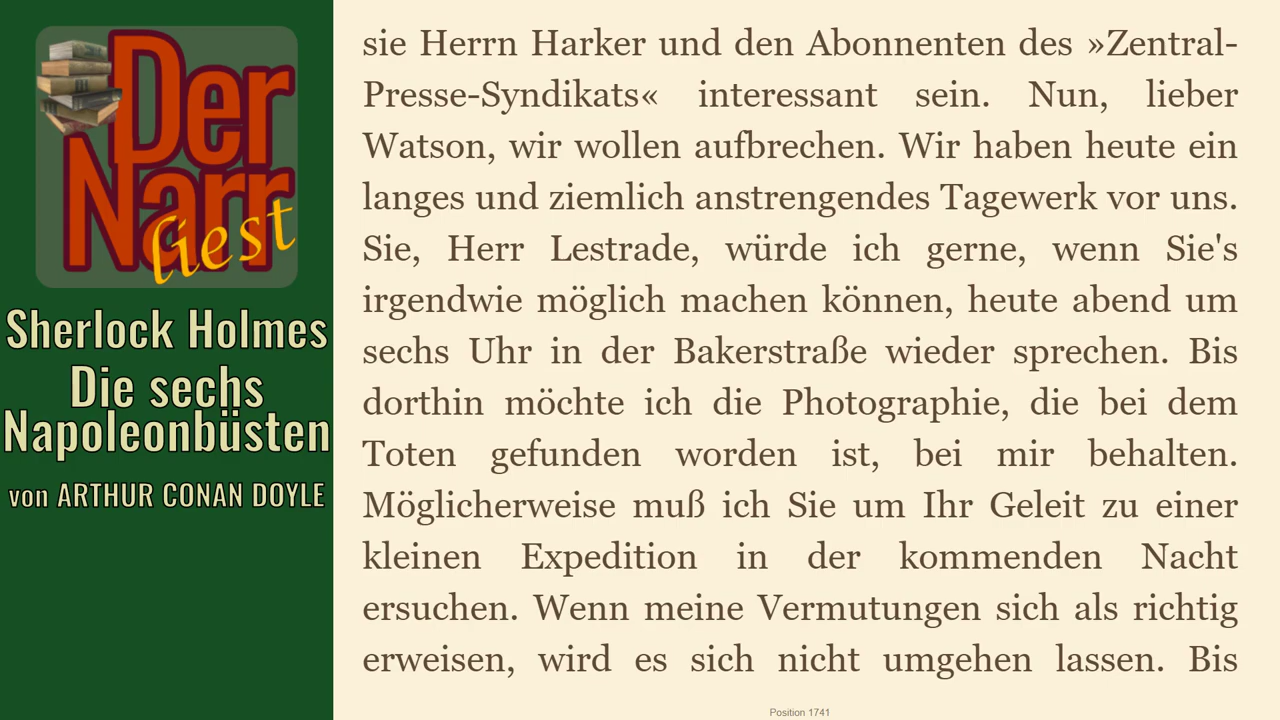 Der
Narr
liest
Sherlock Holmes
Die sechs
Napoleonbüsten
von ARTHUR CONAN DOYLE
sie Herrn Harker und den Abonnenten des »Zentral-
Presse-Syndikats« interessant sein. Nun, lieber
Watson, wir wollen aufbrechen. Wir haben heute ein
langes und ziemlich anstrengendes Tagewerk vor uns.
Sie, Herr Lestrade, würde ich gerne, wenn Sie's
irgendwie möglich machen können, heute abend um
sechs Uhr in der Bakerstraße wieder sprechen. Bis
dorthin möchte ich die Photographie, die bei dem
Toten gefunden worden ist, bei mir behalten.
Möglicherweise muß ich Sie um Ihr Geleit zu einer
kleinen Expedition in der kommenden Nacht
ersuchen. Wenn meine Vermutungen sich als richtig
erweisen, wird es sich nicht umgehen lassen. Bis
Position 1741